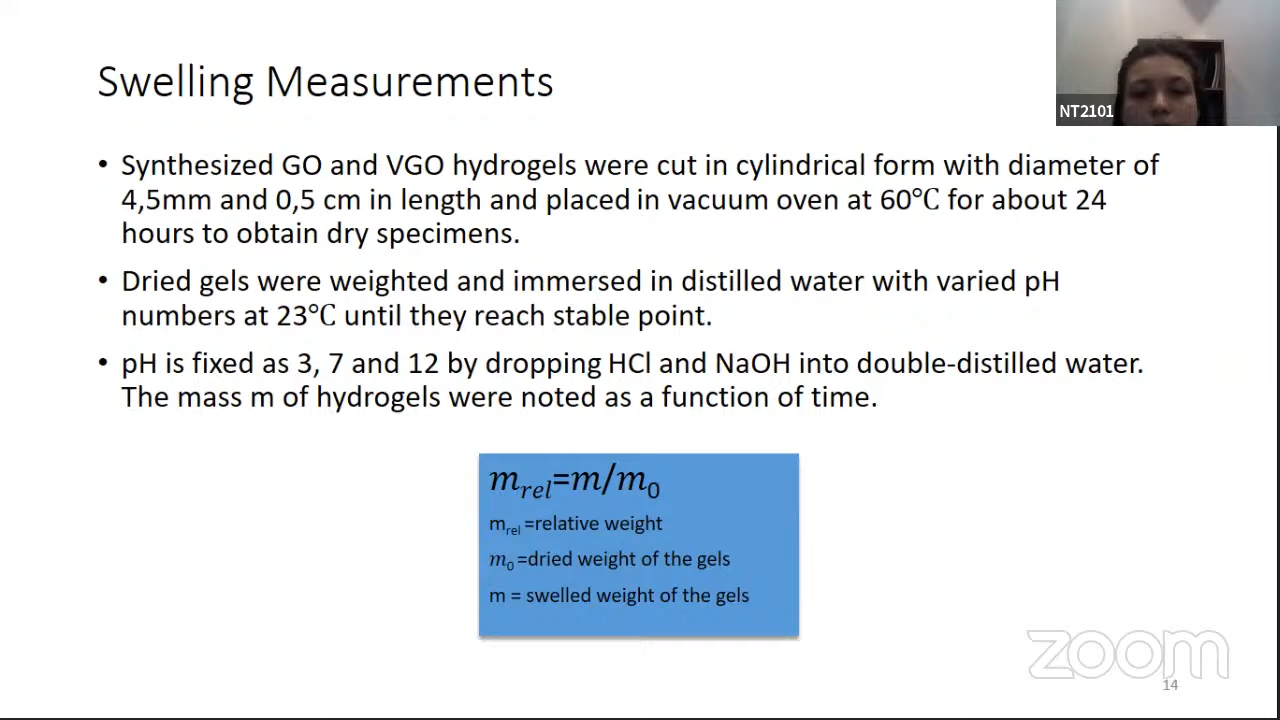 Swelling Measurements
NT2101
• Synthesized GO and VGO hydrogels were cut in cylindrical form with diameter of
4,5mm and 0,5 cm in length and placed in vacuum oven at 60℃ for about 24
hours to obtain dry specimens.
• Dried gels were weighted and immersed in distilled water with varied pH
numbers at 23℃ until they reach stable point.
• pH is fixed as 3, 7 and 12 by dropping HCl and NaOH into double-distilled water.
The mass m of hydrogels were noted as a function of time.
m_rel=m/m_0
m_rel =relative weight
m_0 =dried weight of the gels
m = swelled weight of the gels
zoom
14